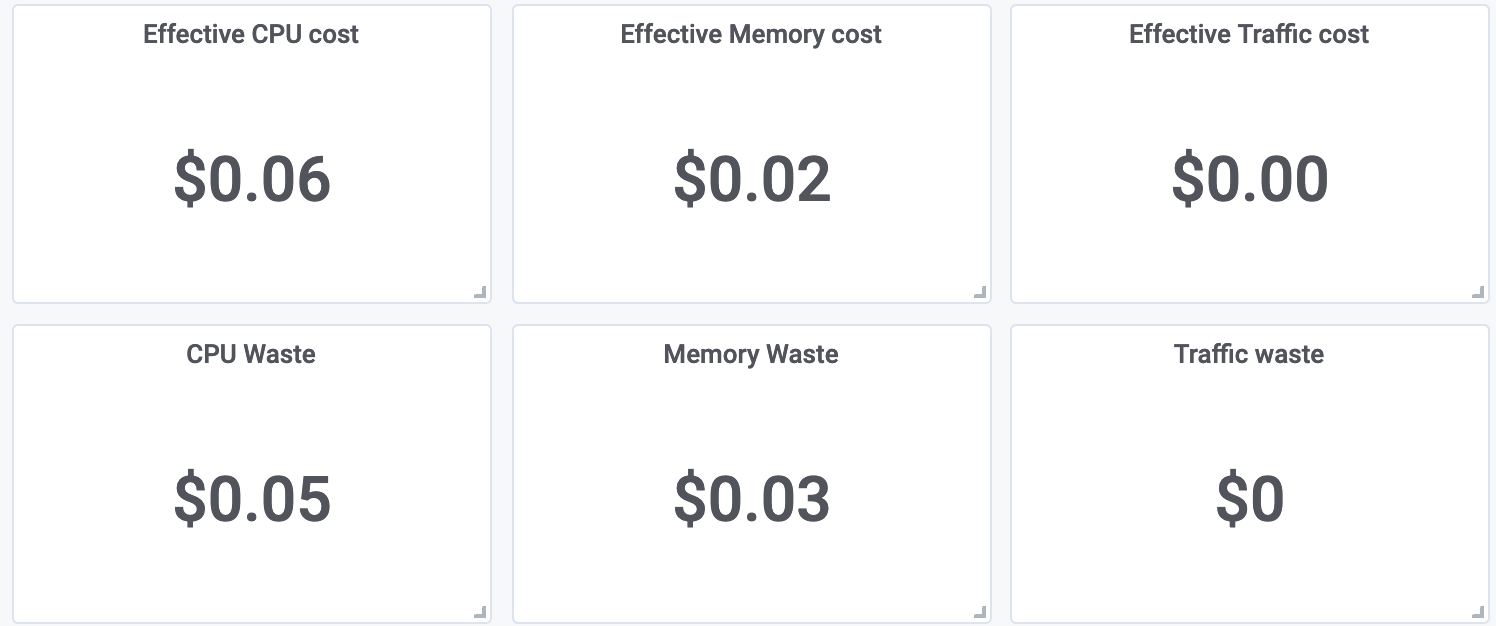 Effective CPU cost
Effective Memory cost
Effective Traffic cost
$0.06
$0.02
$0.00
CPU Waste
Memory Waste
Traffic waste
$0.05
$0.03
$0